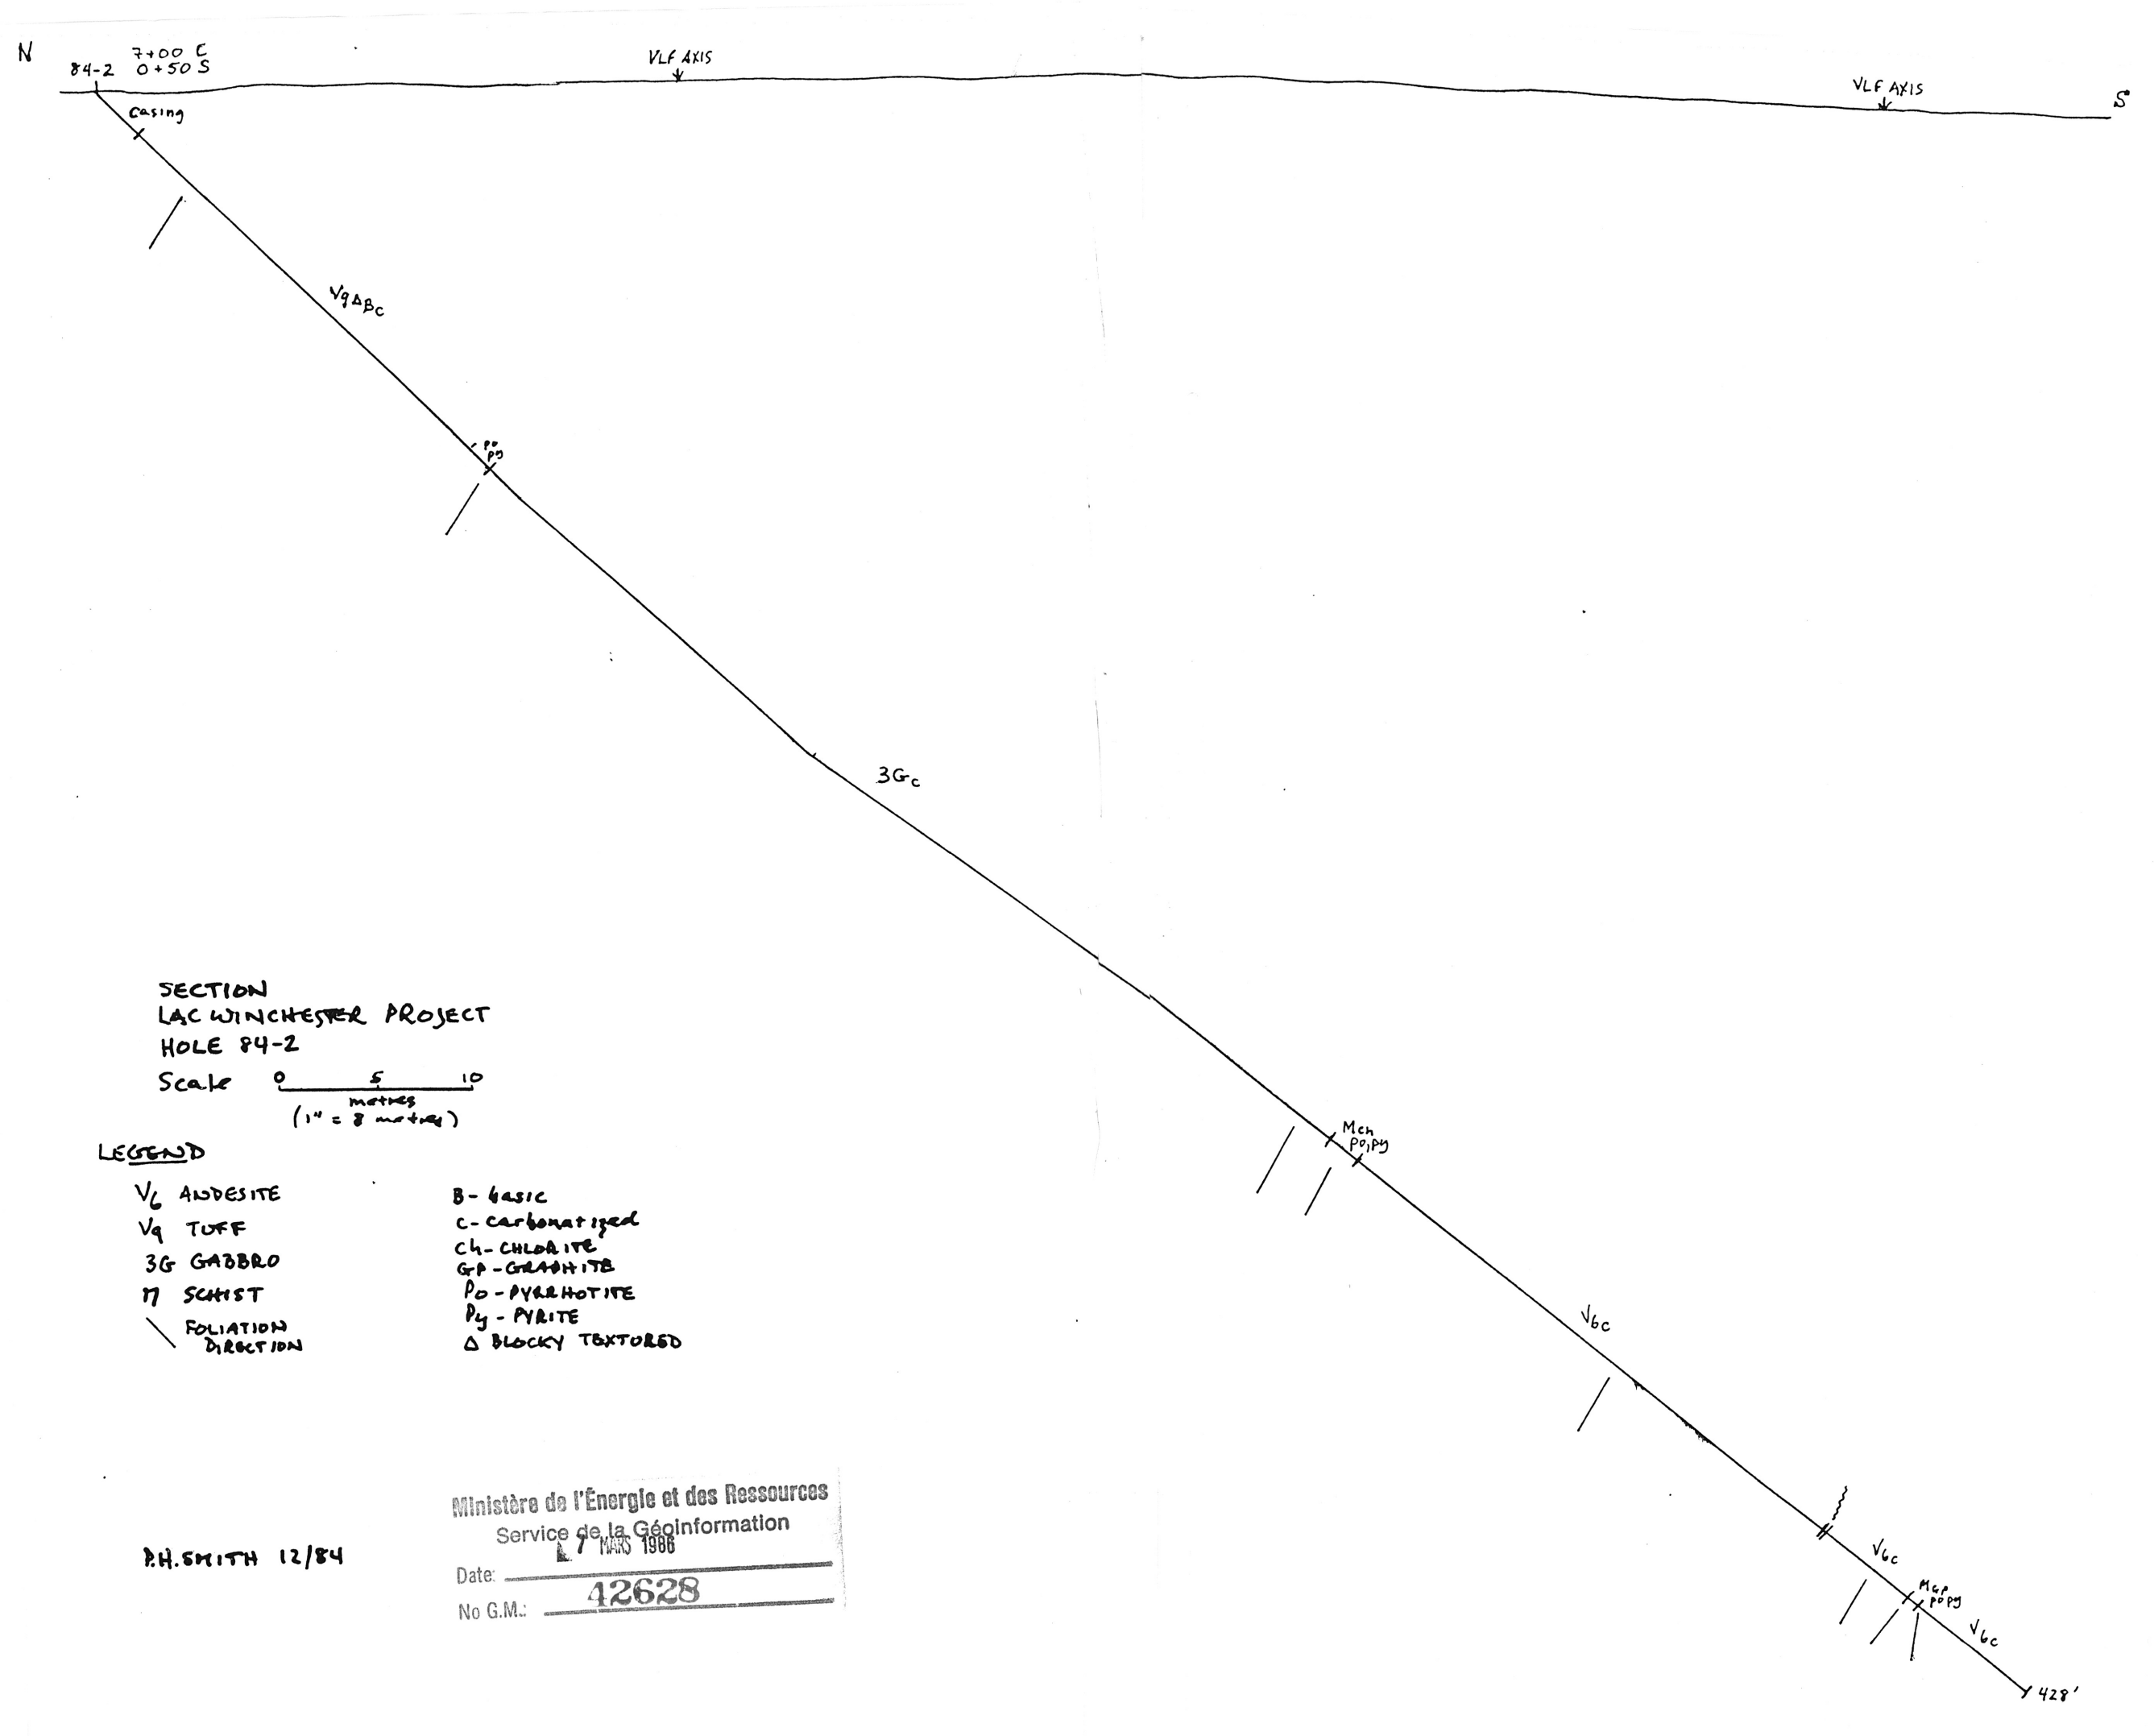 N
7+00 E
84-2 0+50 S
VLF AXIS
VLF AXIS
S
Casing
V9ΔBc
po
py
3Gc
SECTION
LAC WINCHESTER PROJECT
HOLE 84-2
Scale 0 5 10
metres
(1" = 8 metres)
Mch
po,py
LEGEND
V6 ANDESITE
V9 TUFF
3G GABBRO
M SCHIST
FOLIATION
DIRECTION
B- basic
C- carbonatized
Ch- CHLORITE
GP- GRAPHITE
Po- PYRRHOTITE
Py- PYRITE
Δ BLOCKY TEXTURED
V6c
V6c
MGP
po py
V6c
428'
P.H. SMITH 12/84
Ministère de l'Énergie et des Ressources
Service de la Géoinformation
7 MARS 1986
Date:
No G.M.: 42628